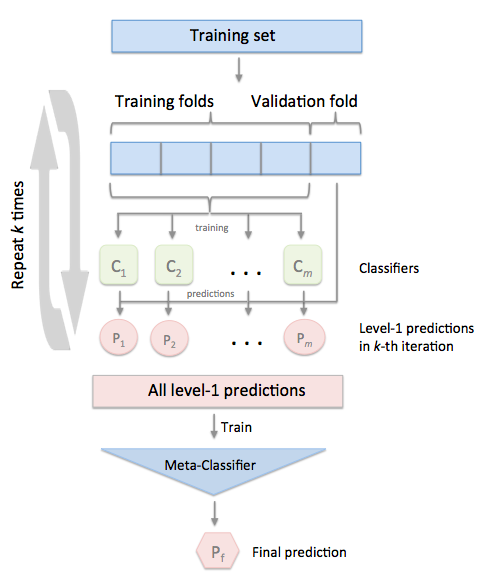 Training set
Training folds
Validation fold
Repeat k times
training
C1
C2
...
Cm
Classifiers
predictions
P1
P2
...
Pm
Level-1 predictions
in k-th iteration
All level-1 predictions
Train
Meta-Classifier
Pf
Final prediction